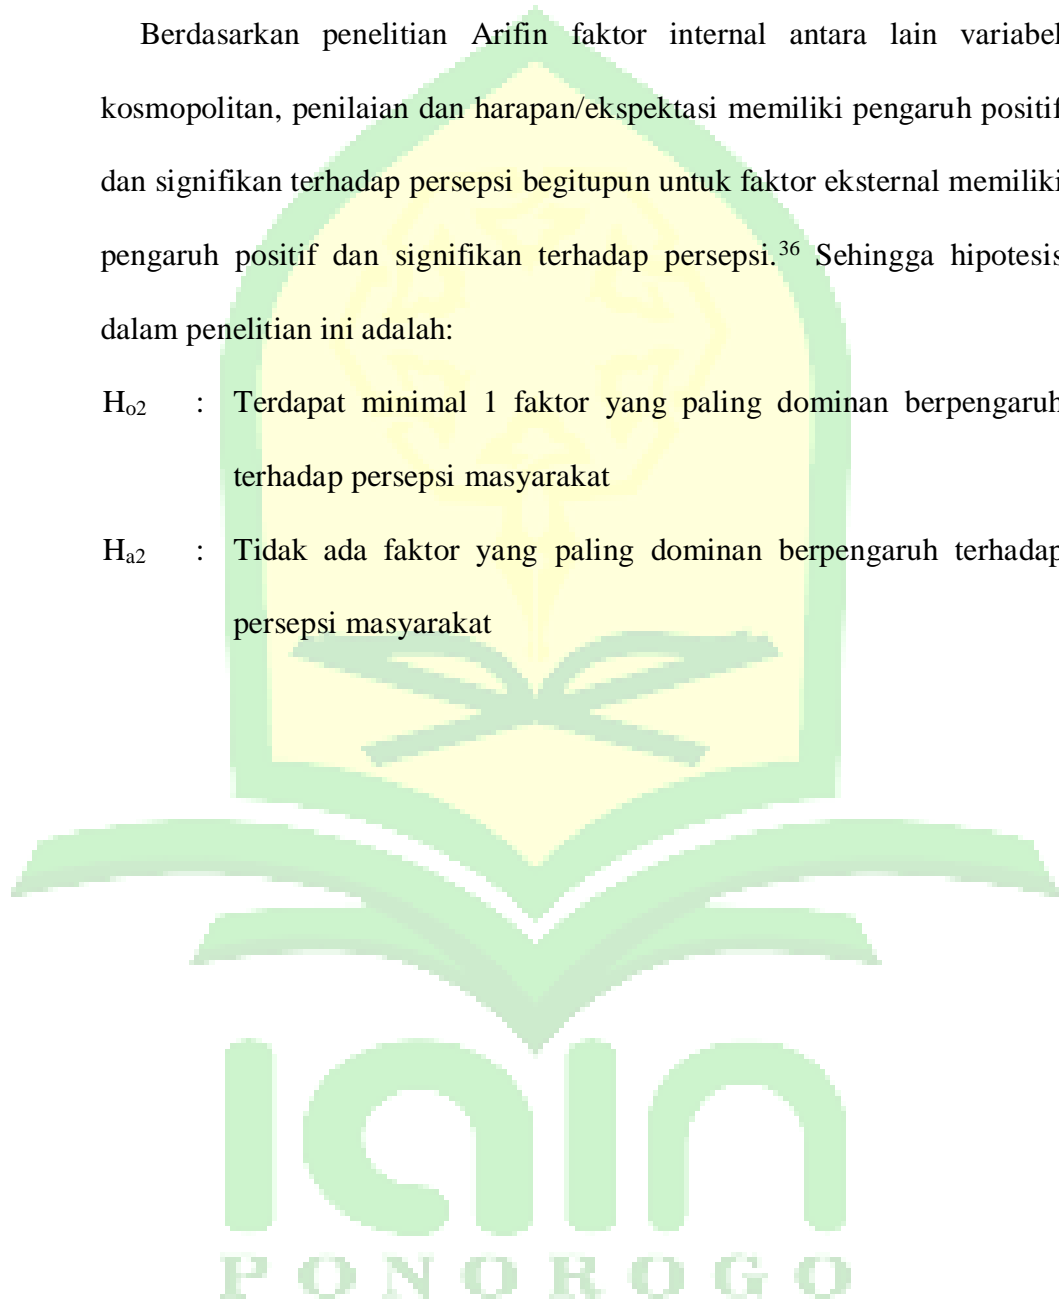 Berdasarkan penelitian Arifin faktor internal antara lain variabel
kosmopolitan, penilaian dan harapan/ekspektasi memiliki pengaruh positif
dan signifikan terhadap persepsi begitupun untuk faktor eksternal memiliki
pengaruh positif dan signifikan terhadap persepsi.36 Sehingga hipotesis
dalam penelitian ini adalah:
Ho2 : Terdapat minimal 1 faktor yang paling dominan berpengaruh
terhadap persepsi masyarakat
Ha2 : Tidak ada faktor yang paling dominan berpengaruh terhadap
persepsi masyarakat
iain
PONOROGO